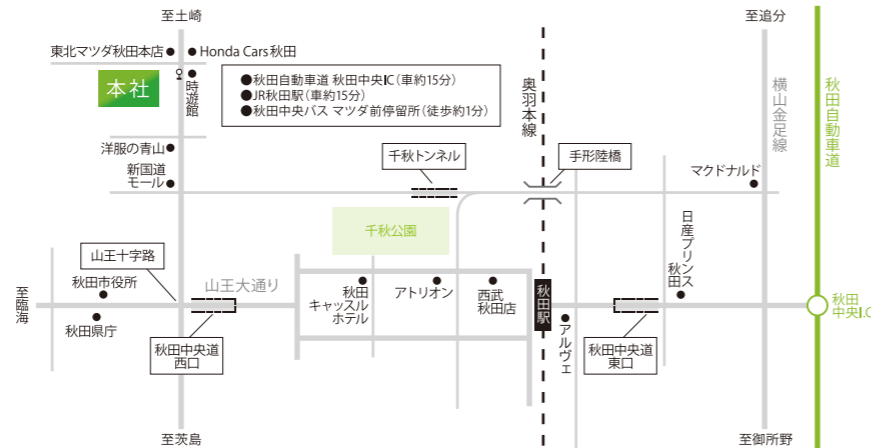 至土崎
至追分
東北マツダ秋田本店
Honda Cars 秋田
本社
時遊館
●秋田自動車道 秋田中央IC（車約15分）
●JR秋田駅（車約15分）
●秋田中央バス マツダ前停留所（徒歩約1分）
奥羽本線
横山金足線
秋田自動車道
洋服の青山
千秋トンネル
手形陸橋
新国道
モール
マクドナルド
千秋公園
日産プリンス
秋田
山王十字路
秋田市役所
山王大通り
至臨海
秋田
キャッスル
ホテル
アトリオン
西武
秋田店
秋田駅
秋田
中央I.C
秋田県庁
秋田中央道
西口
アルヴェ
秋田中央道
東口
至茨島
至御所野